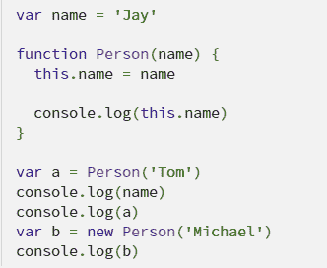 var name = 'Jay'
function Person(name) {
this.name = name
console.log(this.name)
}
var a = Person('Tom')
console.log(name)
console.log(a)
var b = new Person('Michael')
console.log(b)